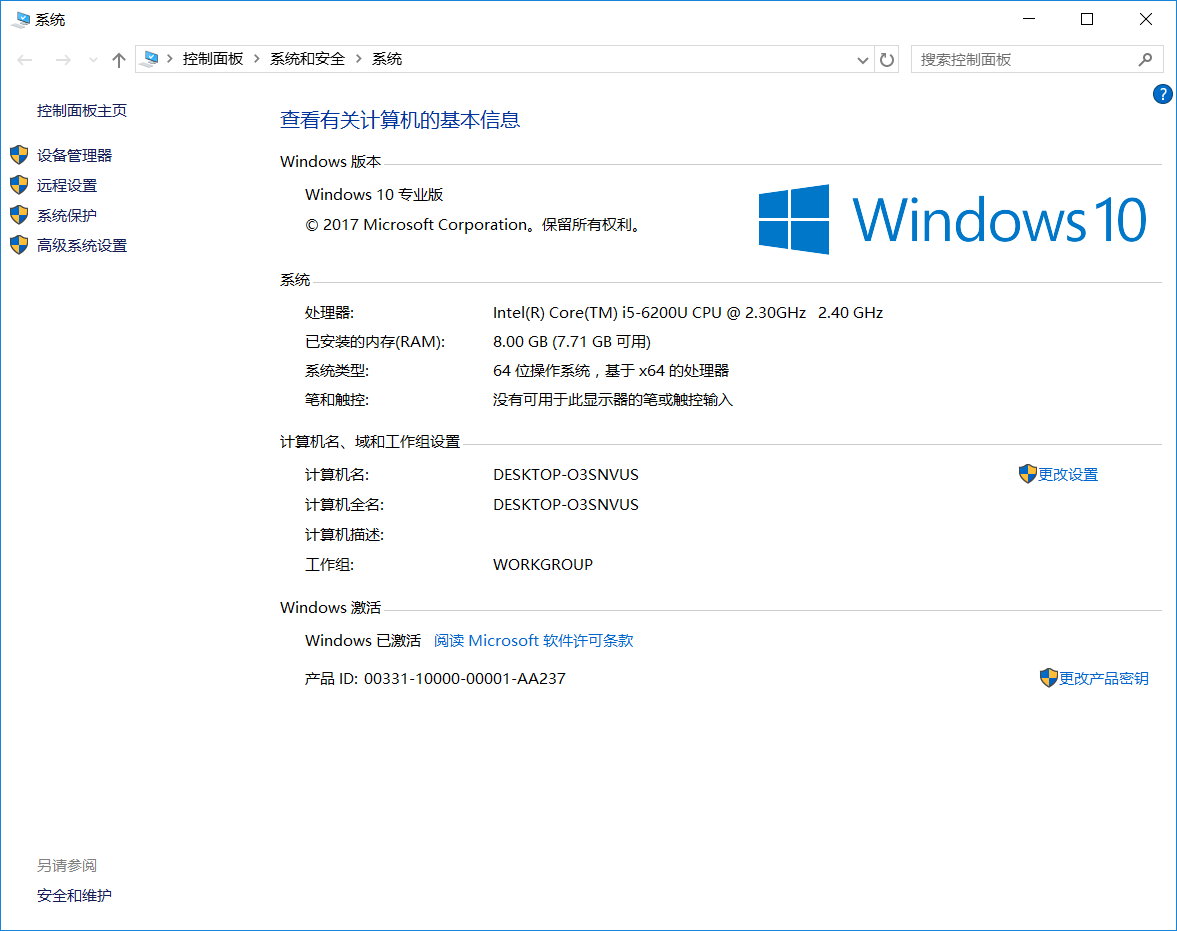 系统
控制面板 系统和安全 系统
搜索控制面板
?
控制面板主页
设备管理器
远程设置
系统保护
高级系统设置
查看有关计算机的基本信息
Windows 版本
Windows 10 专业版
© 2017 Microsoft Corporation。保留所有权利。
Windows 10
系统
处理器: Intel(R) Core(TM) i5-6200U CPU @ 2.30GHz 2.40 GHz
已安装的内存(RAM): 8.00 GB (7.71 GB 可用)
系统类型: 64 位操作系统，基于 x64 的处理器
笔和触控: 没有可用于此显示器的笔或触控输入
计算机名、域和工作组设置
计算机名: DESKTOP-O3SNVUS 更改设置
计算机全名: DESKTOP-O3SNVUS
计算机描述:
工作组: WORKGROUP
Windows 激活
Windows 已激活 阅读 Microsoft 软件许可条款
产品 ID: 00331-10000-00001-AA237 更改产品密钥
另请参阅
安全和维护